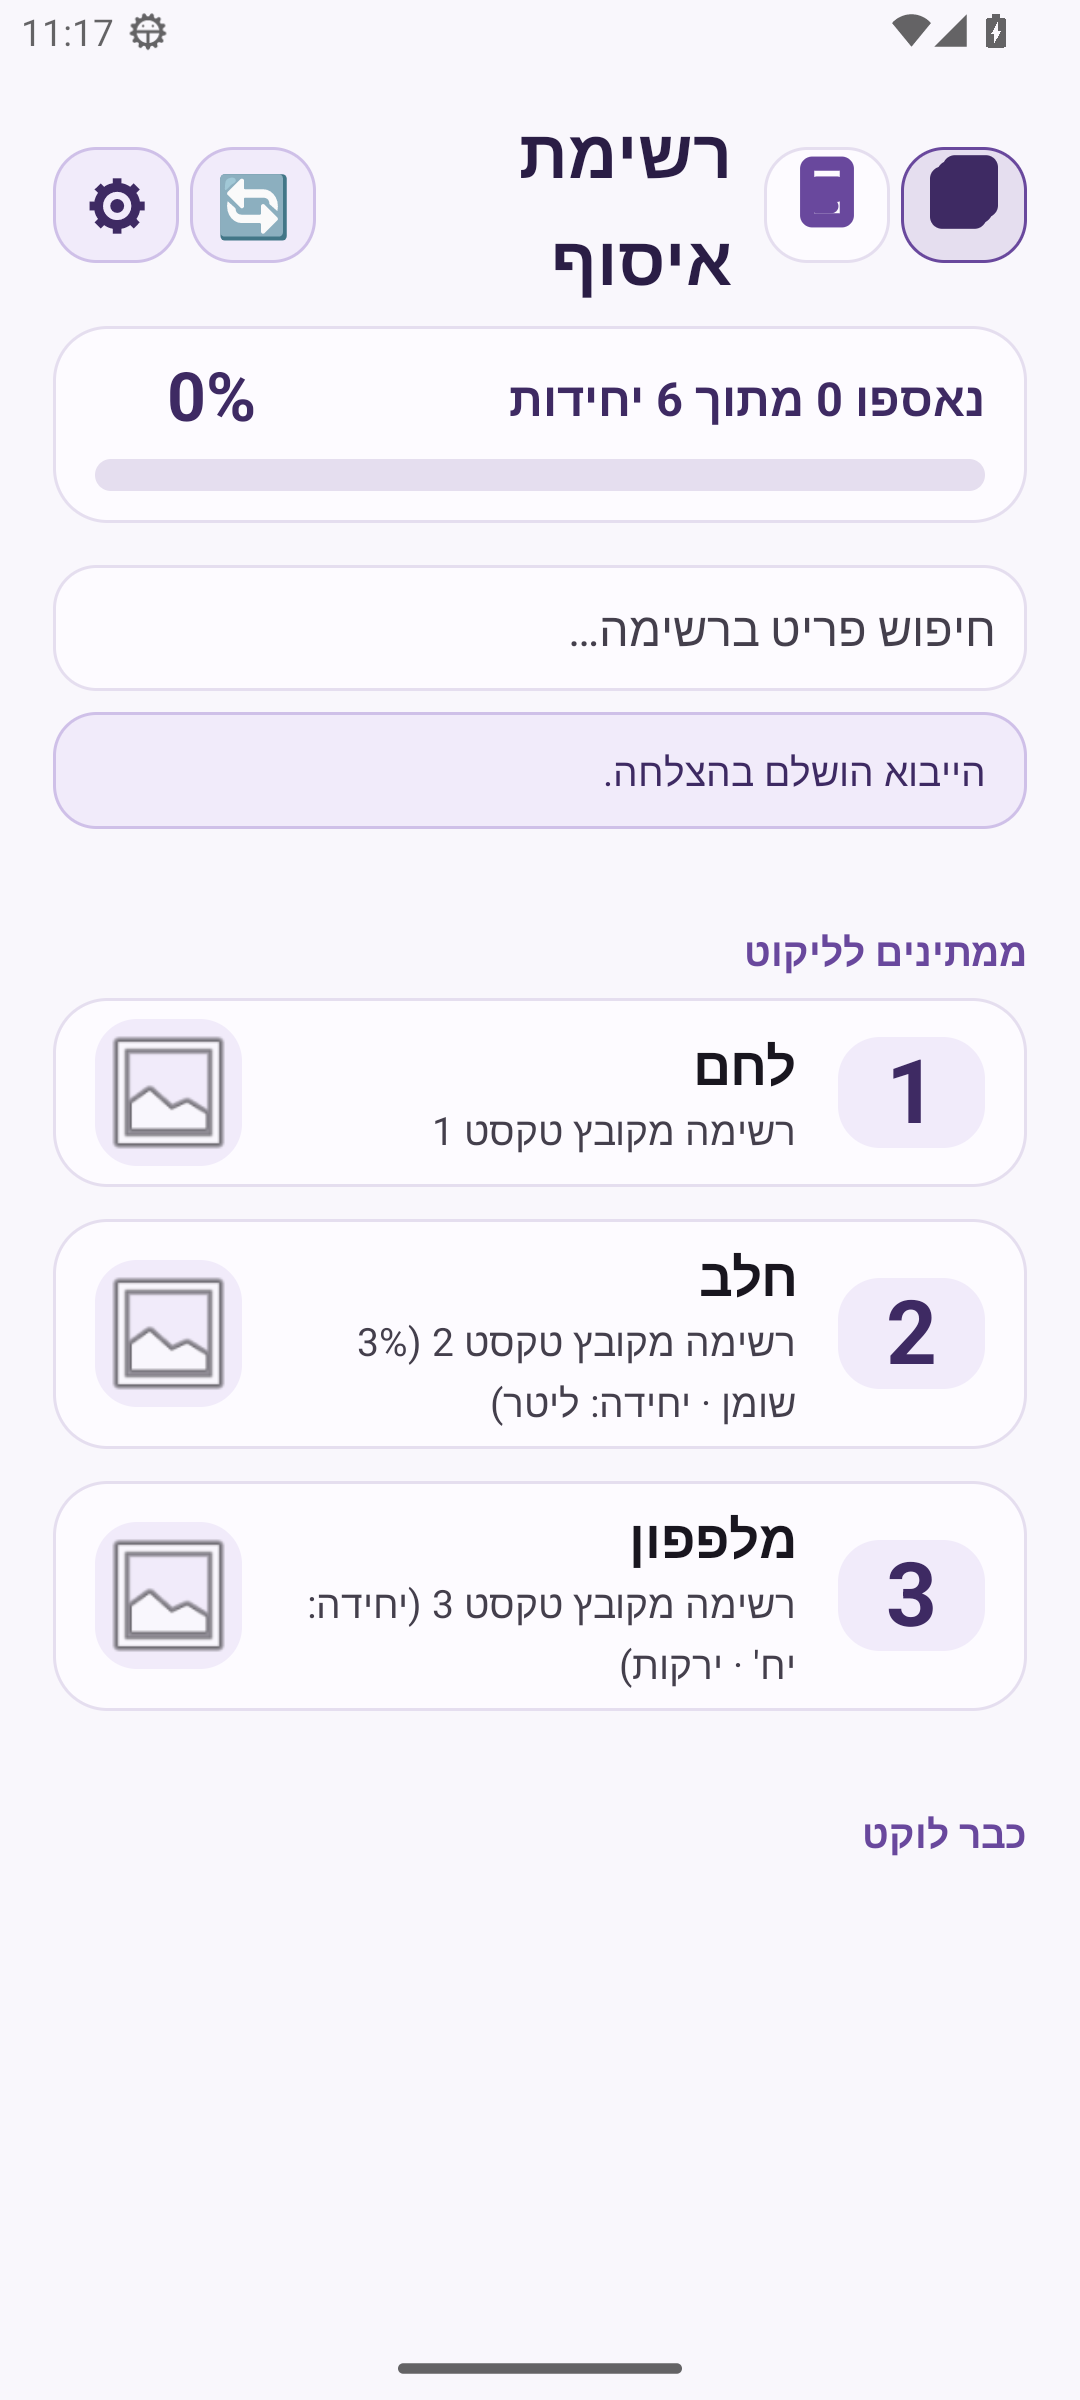 11:17
רשימת
איסוף
נאספו 0 מתוך 6 יחידות
0%
חיפוש פריט ברשימה...
הייבוא הושלם בהצלחה.
ממתינים לליקוט
1
לחם
רשימה מקובץ טקסט 1
2
חלב
רשימה מקובץ טקסט 2 (3%
שומן · יחידה: ליטר)
3
מלפפון
רשימה מקובץ טקסט 3 (יחידה:
יח' · ירקות)
כבר לוקט